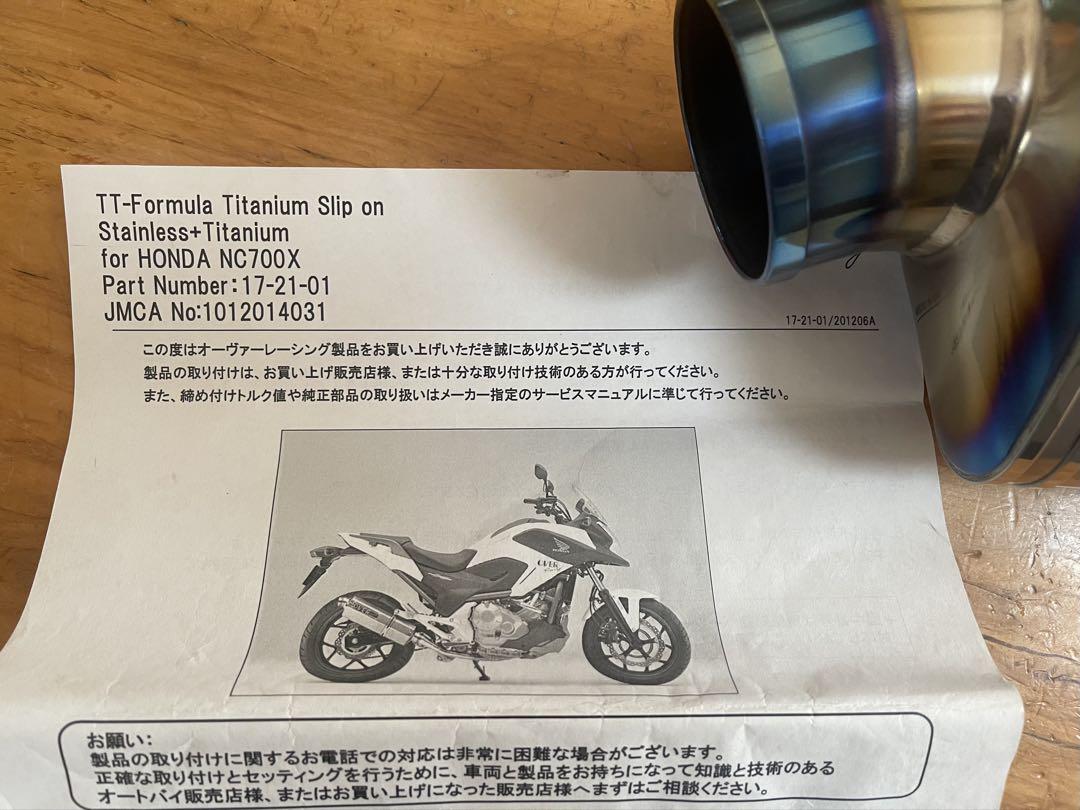 TT-Formula Titanium Slip on
Stainless+Titanium
for HONDA NC700X
Part Number:17-21-01
JMCA No:1012014031
17-21-01/201206A
この度はオーヴァーレーシング製品をお買い上げいただき誠にありがとうございます。
製品の取り付けは、お買い上げ販売店様、または十分な取り付け技術のある方が行ってください。
また、締め付けトルク値や純正部品の取り扱いはメーカー指定のサービスマニュアルに準じて行ってください。
HONDA
OVER
お願い:
製品の取り付けに関するお電話での対応は非常に困難な場合がございます。
正確な取り付けとセッティングを行うために、車両と製品をお持ちになって知識と技術のある
オートバイ販売店様、またはお買い上げになった販売店様へまずはご相談ください。